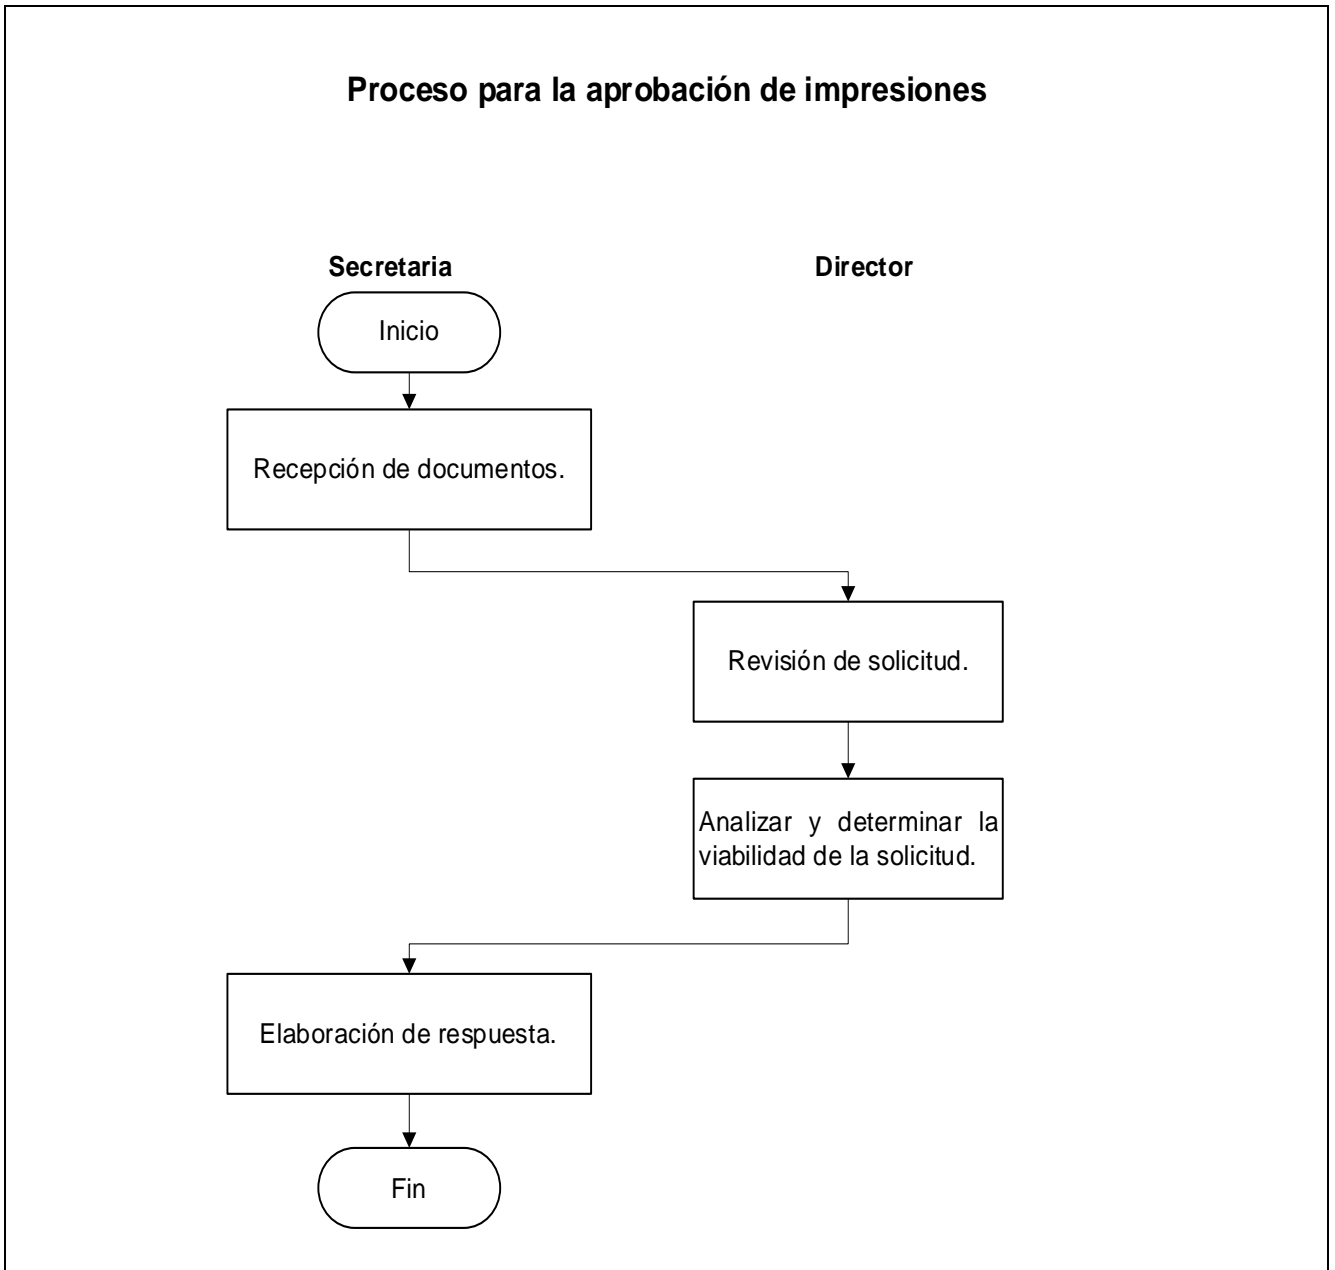 Proceso para la aprobación de impresiones
Secretaria
Director
Inicio
Recepción de documentos.
Revisión de solicitud.
Analizar y determinar la
viabilidad de la solicitud.
Elaboración de respuesta.
Fin